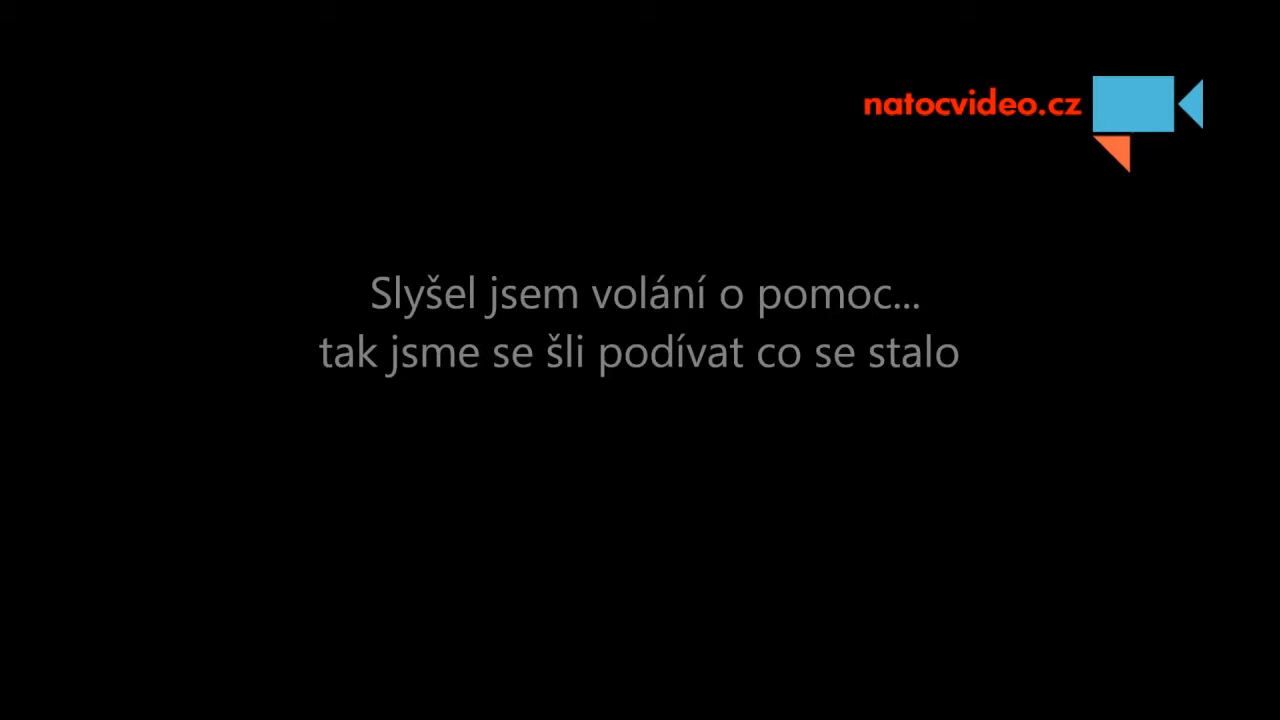 natocvideo.cz
Slyšel jsem volání o pomoc...
tak jsme se šli podívat co se stalo